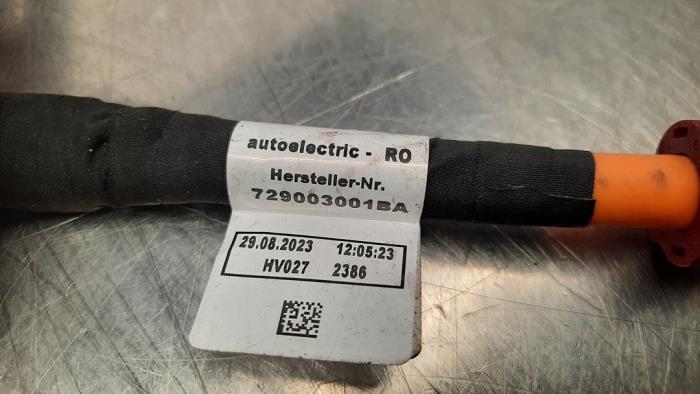 autoelectric - RO
Hersteller-Nr.
729003001BA
29.08.2023 12:05:23
HV027 2386